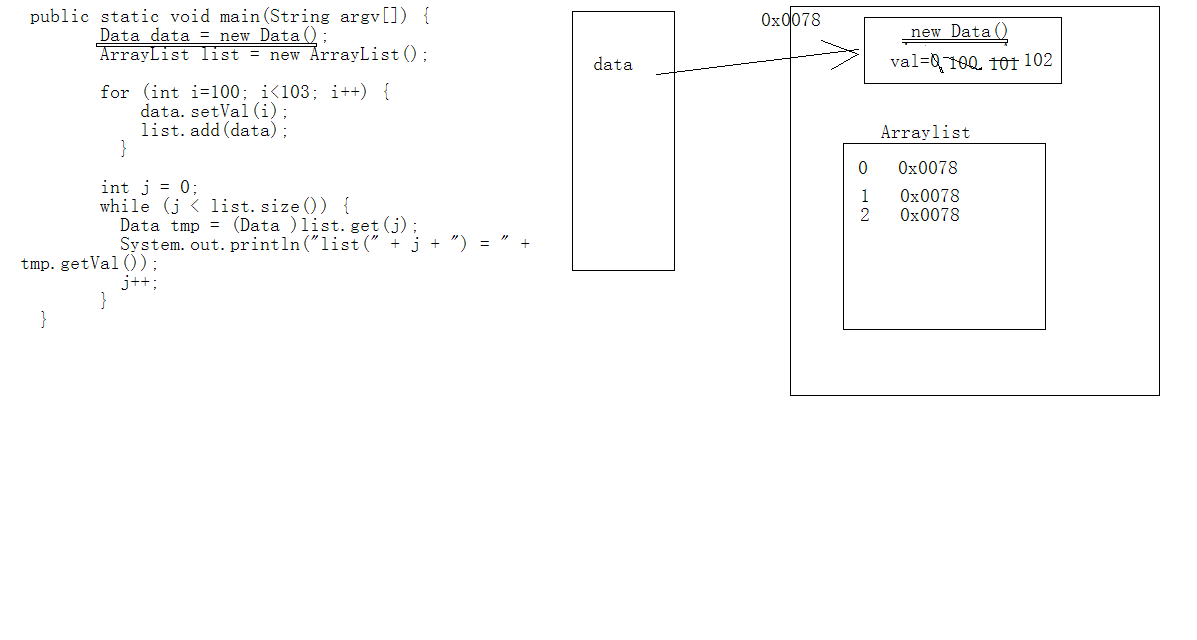 public static void main(String argv[]) {
Data data = new Data();
ArrayList list = new ArrayList();
for (int i=100; i<103; i++) {
data.setVal(i);
list.add(data);
}
int j = 0;
while (j < list.size()) {
Data tmp = (Data )list.get(j);
System.out.println("list(" + j + ") = " +
tmp.getVal());
j++;
}
}
data
0x0078
new Data()
val=0, 100, 101 102
Arraylist
0 0x0078
1 0x0078
2 0x0078